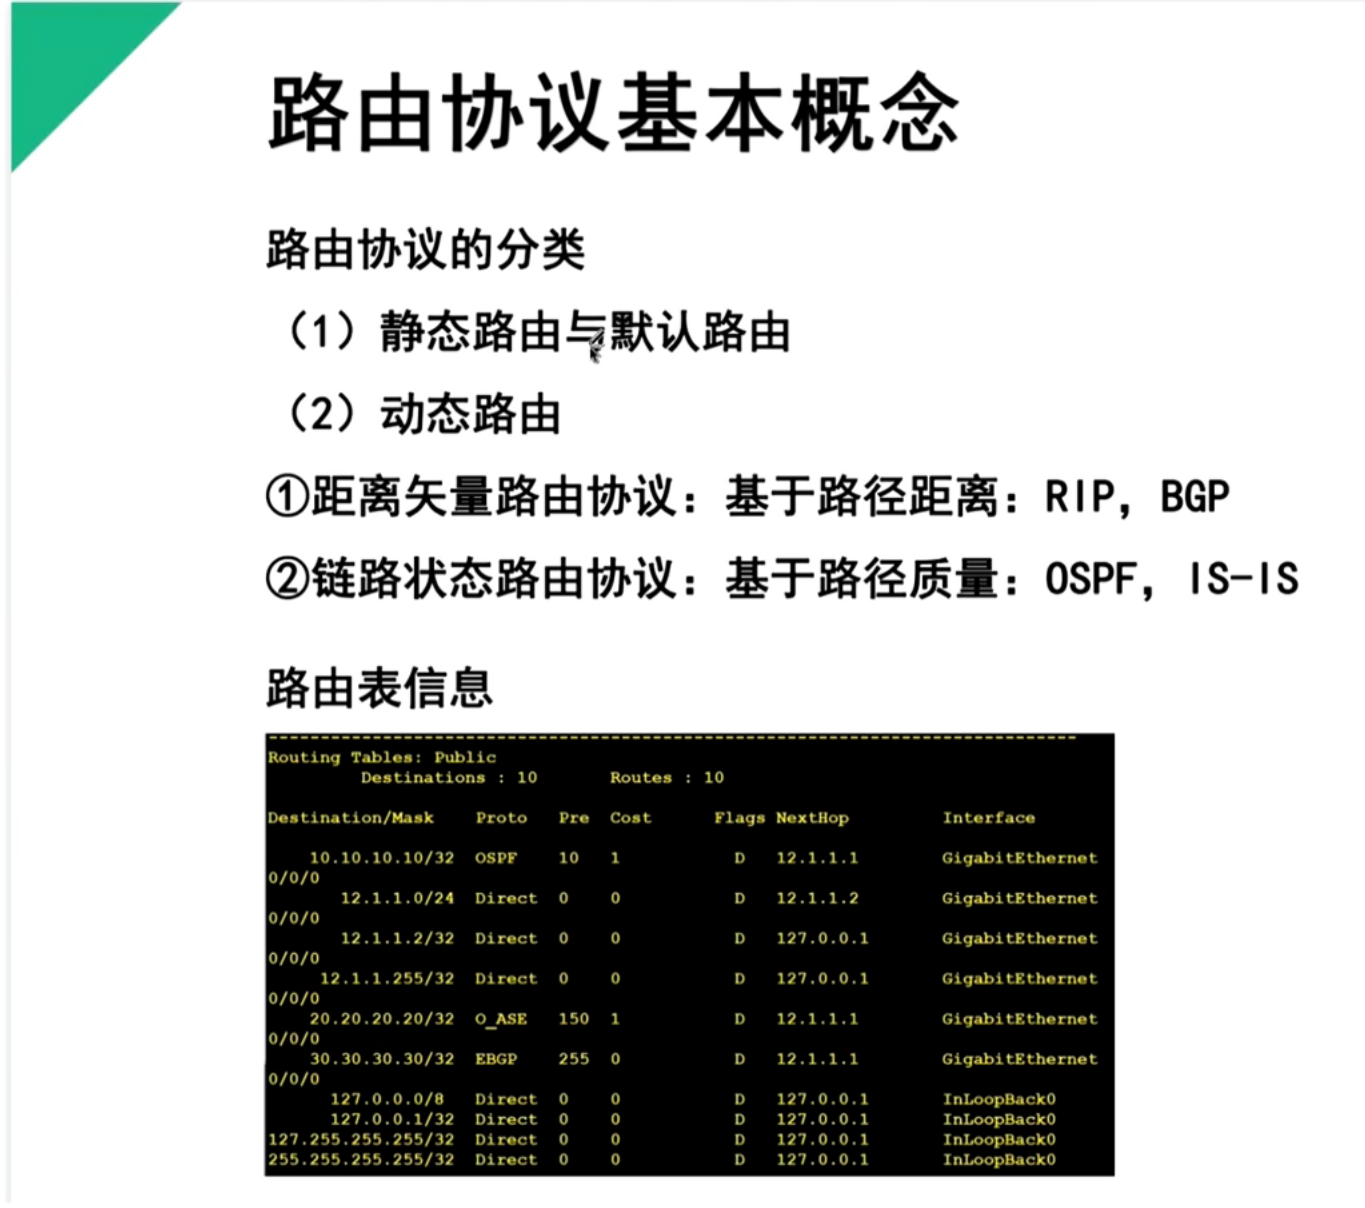 路由协议基本概念
路由协议的分类
（1）静态路由与默认路由
（2）动态路由
①距离矢量路由协议：基于路径距离：RIP，BGP
②链路状态路由协议：基于路径质量：OSPF，IS-IS
路由表信息
Routing Tables: Public
Destinations : 10 Routes : 10
Destination/Mask Proto Pre Cost Flags NextHop Interface
10.10.10.10/32 OSPF 10 1 D 12.1.1.1 GigabitEthernet
0/0/0
12.1.1.0/24 Direct 0 0 D 12.1.1.2 GigabitEthernet
0/0/0
12.1.1.2/32 Direct 0 0 D 127.0.0.1 GigabitEthernet
0/0/0
12.1.1.255/32 Direct 0 0 D 127.0.0.1 GigabitEthernet
0/0/0
20.20.20.20/32 O_ASE 150 1 D 12.1.1.1 GigabitEthernet
0/0/0
30.30.30.30/32 EBGP 255 0 D 12.1.1.1 GigabitEthernet
0/0/0
127.0.0.0/8 Direct 0 0 D 127.0.0.1 InLoopBack0
127.0.0.1/32 Direct 0 0 D 127.0.0.1 InLoopBack0
127.255.255.255/32 Direct 0 0 D 127.0.0.1 InLoopBack0
255.255.255.255/32 Direct 0 0 D 127.0.0.1 InLoopBack0